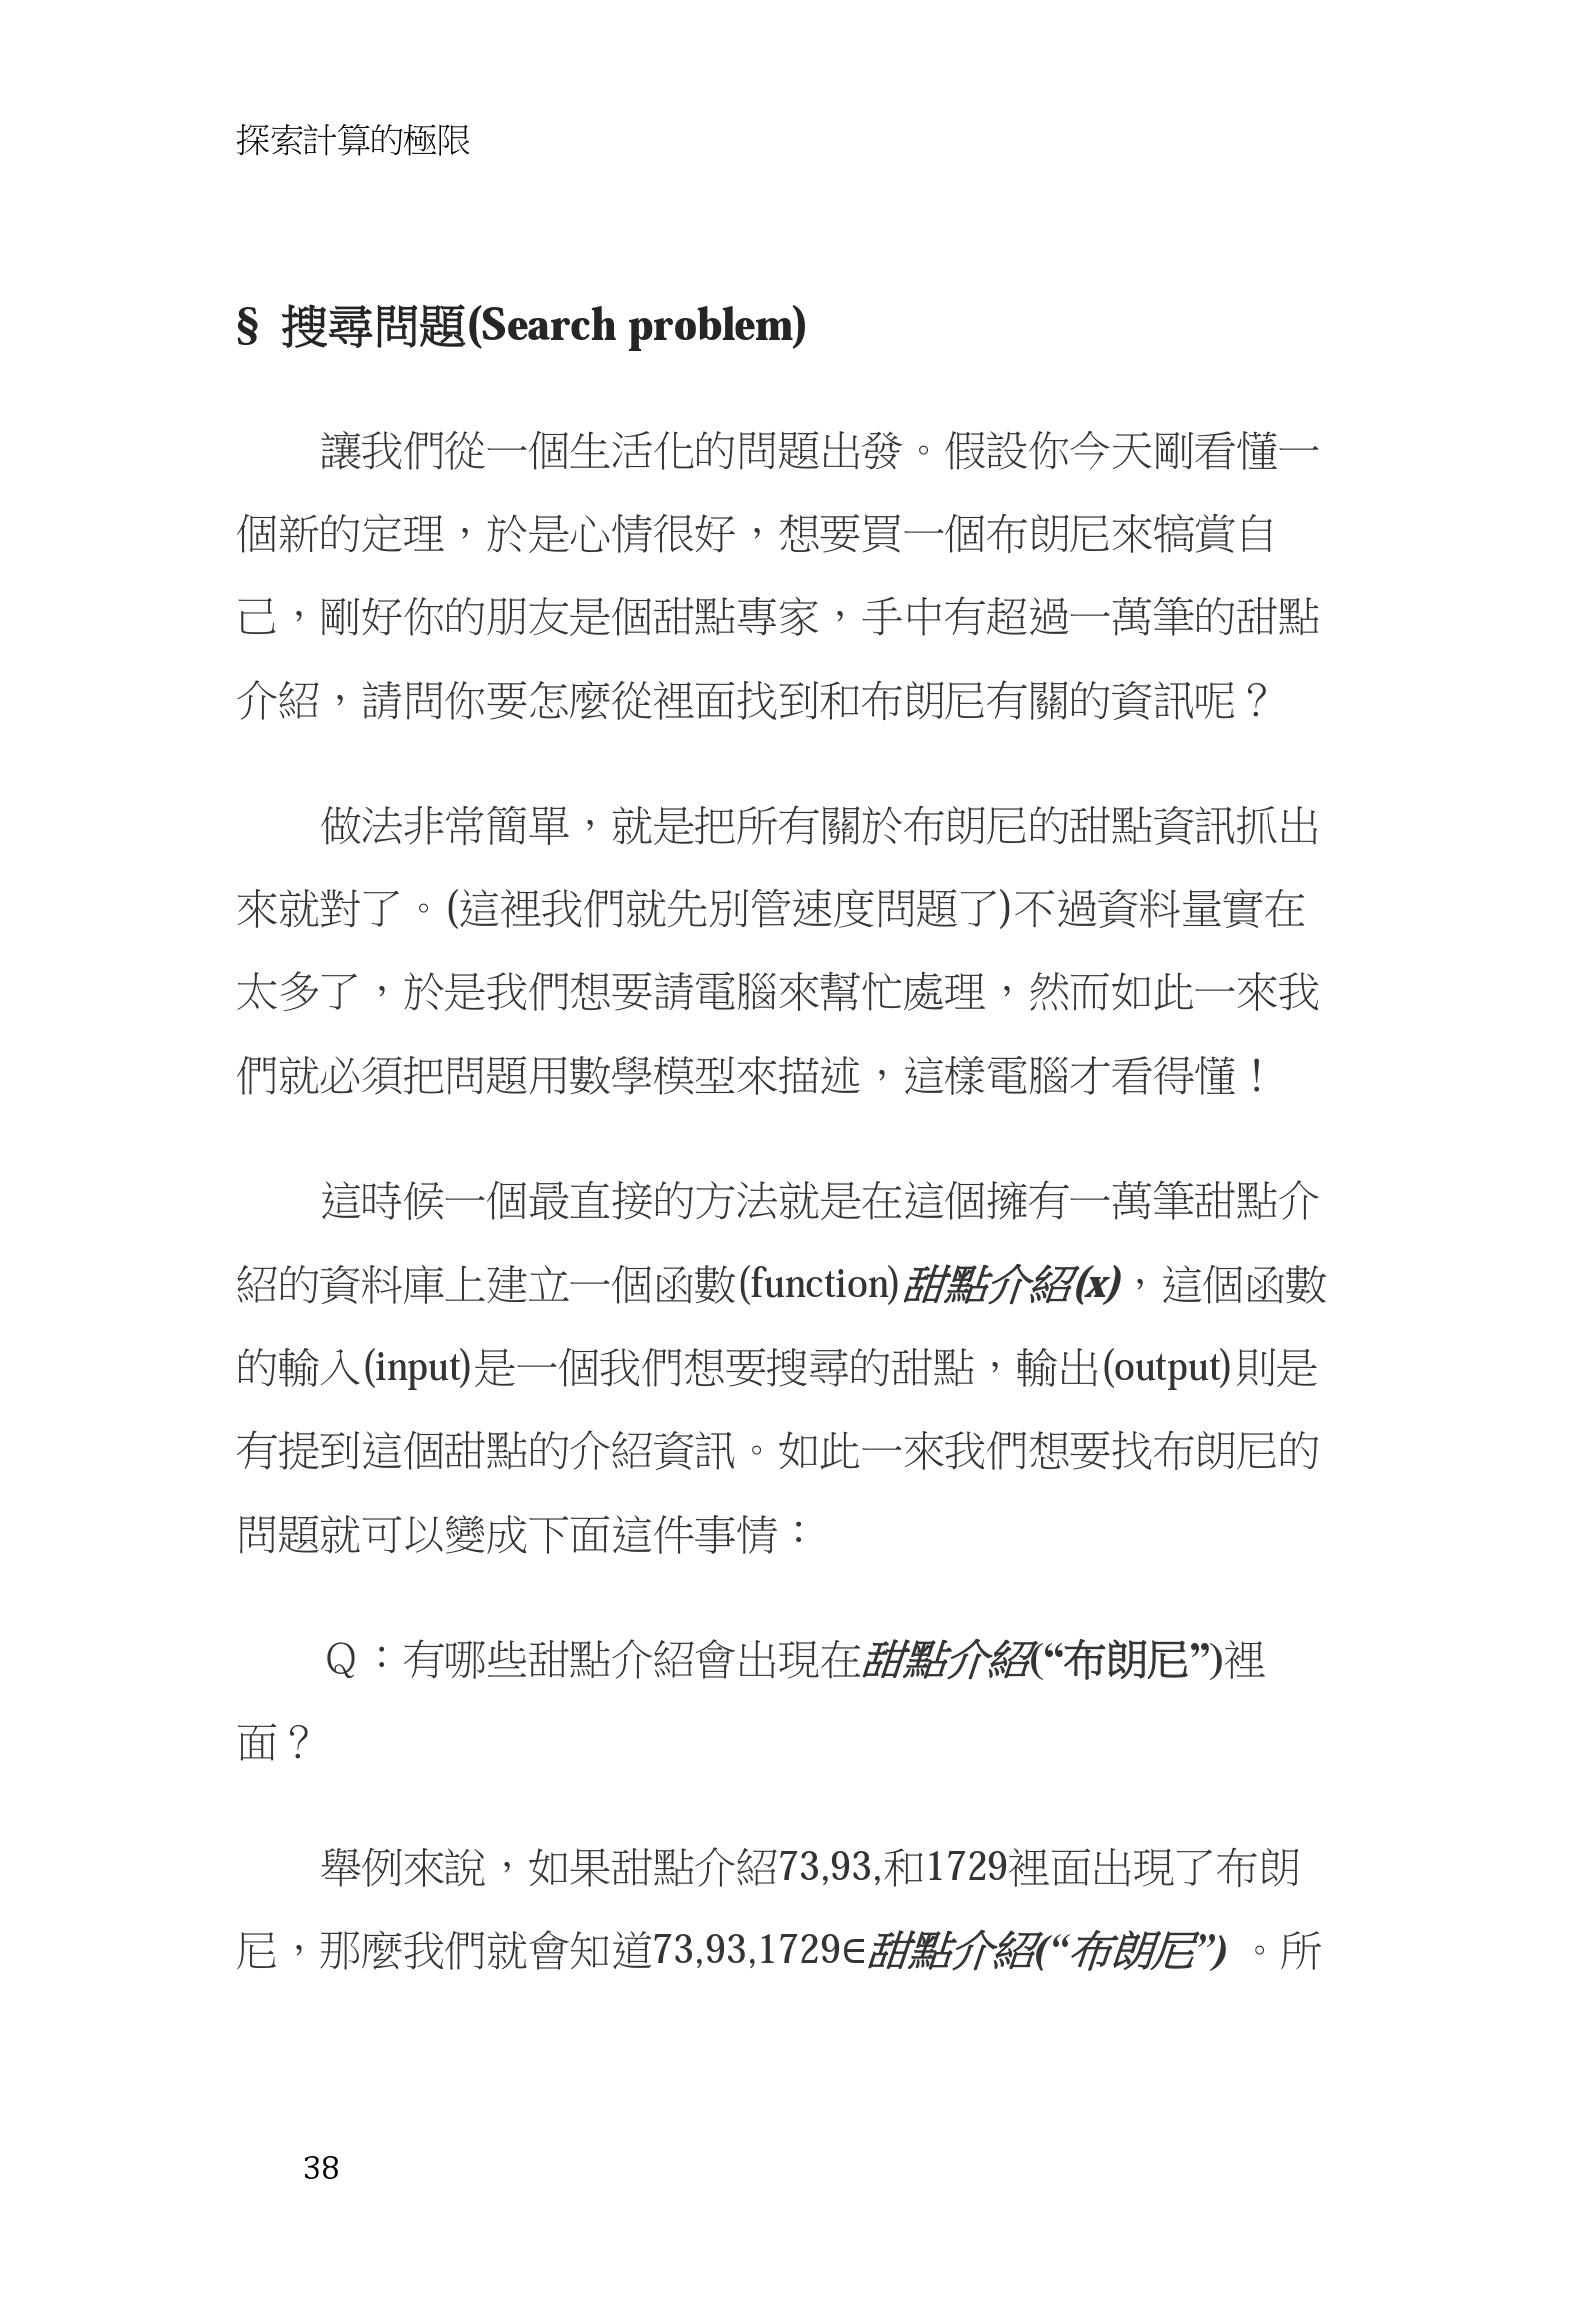 探索計算的極限
§ 搜尋問題(Search problem)
讓我們從一個生活化的問題出發。假設你今天剛看懂一
個新的定理，於是心情很好，想要買一個布朗尼來犒賞自
己，剛好你的朋友是個甜點專家，手中有超過一萬筆的甜點
介紹，請問你要怎麼從裡面找到和布朗尼有關的資訊呢？
做法非常簡單，就是把所有關於布朗尼的甜點資訊抓出
來就對了。(這裡我們就先別管速度問題了)不過資料量實在
太多了，於是我們想要請電腦來幫忙處理，然而如此一來我
們就必須把問題用數學模型來描述，這樣電腦才看得懂！
這時候一個最直接的方法就是在這個擁有一萬筆甜點介
紹的資料庫上建立一個函數(function)甜點介紹(x)，這個函數
的輸入(input)是一個我們想要搜尋的甜點，輸出(output)則是
有提到這個甜點的介紹資訊。如此一來我們想要找布朗尼的
問題就可以變成下面這件事情：
Ｑ：有哪些甜點介紹會出現在甜點介紹(“布朗尼”)裡
面？
舉例來說，如果甜點介紹73,93,和1729裡面出現了布朗
尼，那麼我們就會知道73,93,1729∈甜點介紹(“布朗尼”) 。所
38